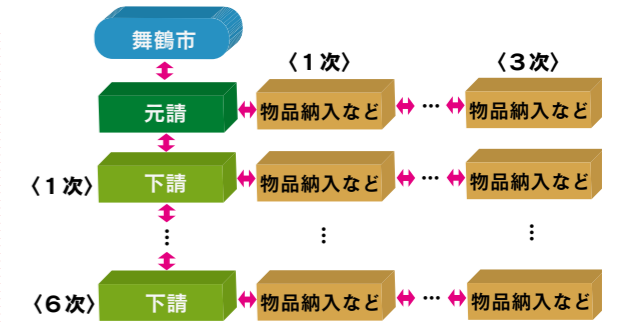 舞鶴市
〈1次〉
〈3次〉
元請
物品納入など
…
物品納入など
〈1次〉
下請
物品納入など
…
物品納入など
⋮
⋮
⋮
〈6次〉
下請
物品納入など
…
物品納入など